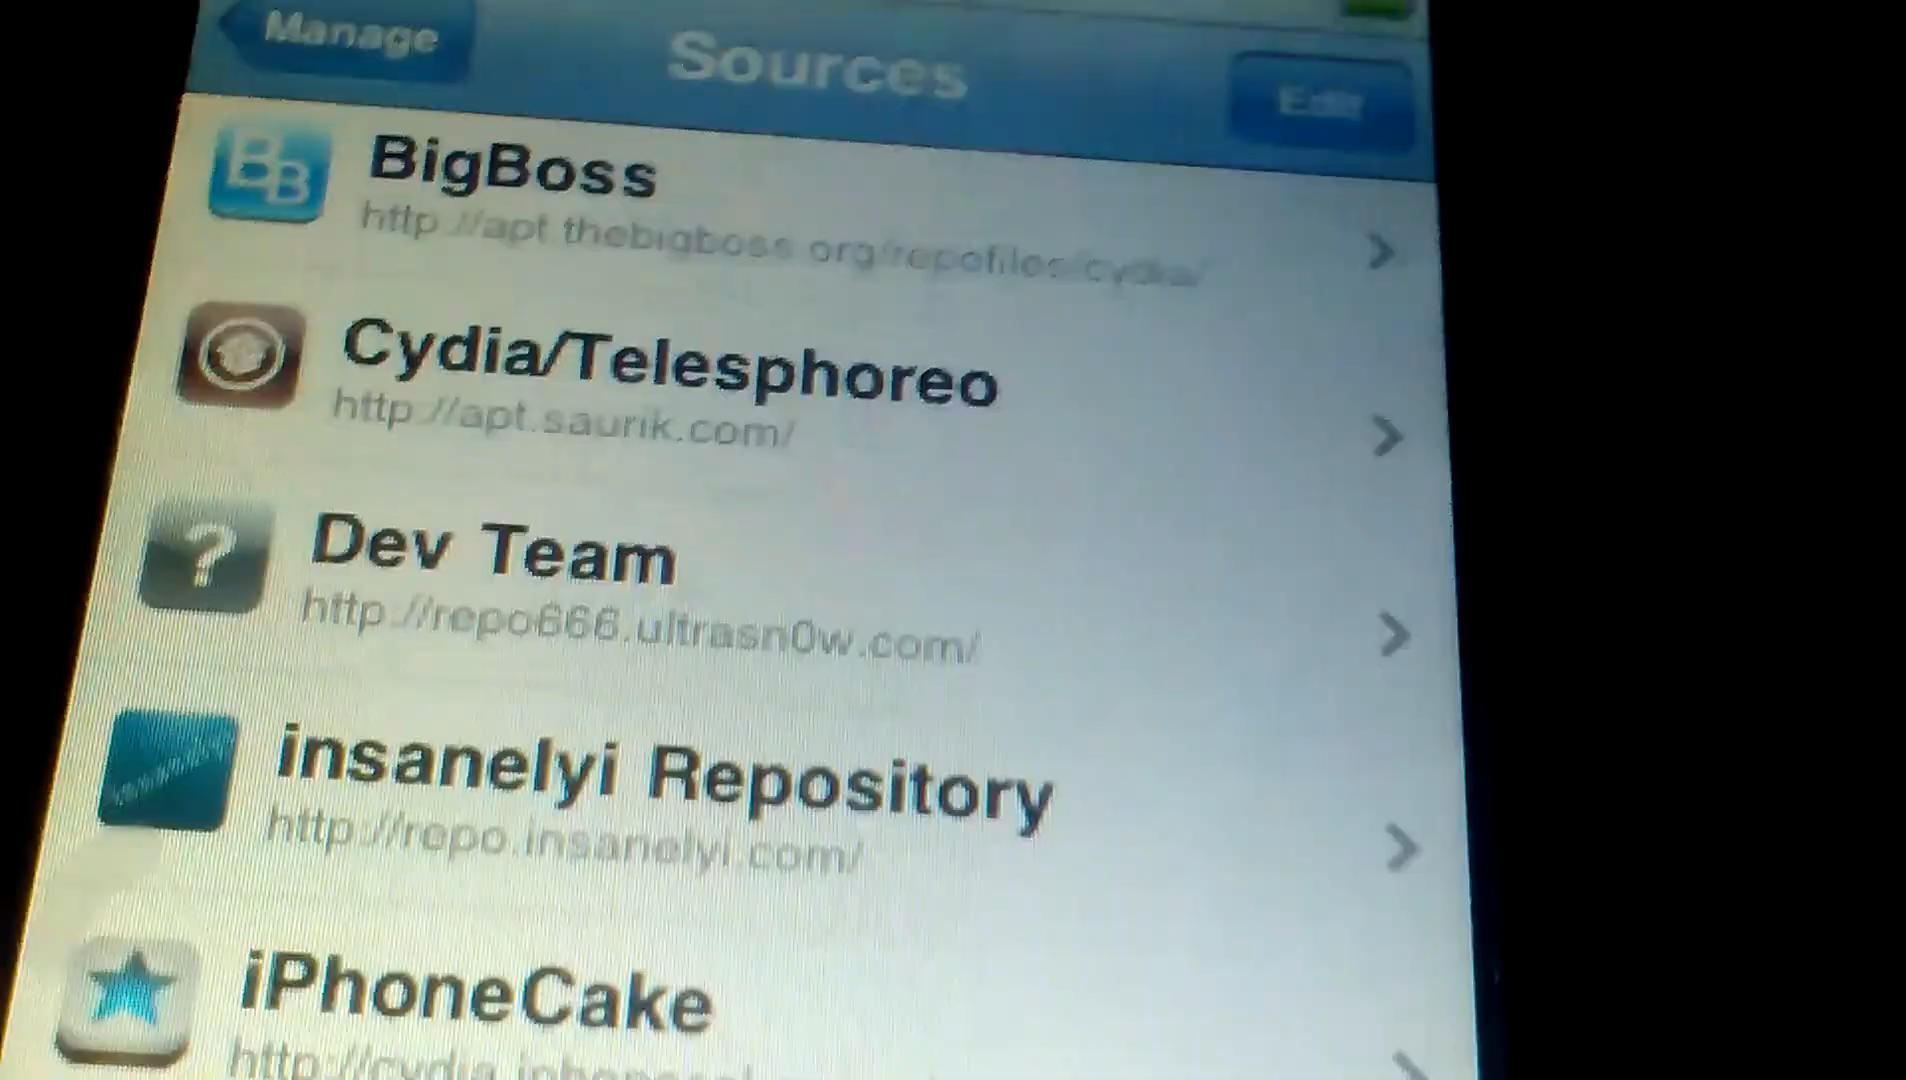 Manage
Sources
Edit
BB
BigBoss
http://apt.thebigboss.org/repofiles/cydia/
Cydia/Telesphoreo
http://apt.saurik.com/
?
Dev Team
http://repo666.ultrasn0w.com/
insanelyi Repository
http://repo.insanelyi.com/
iPhoneCake